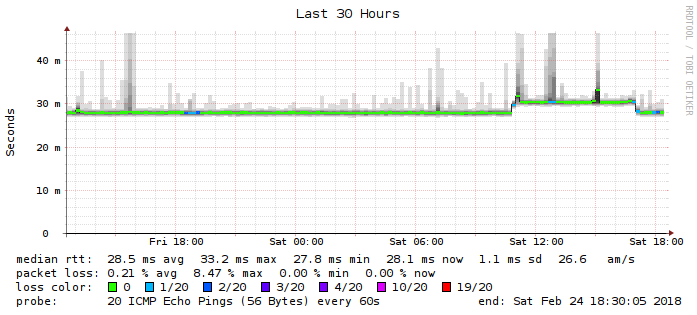 Last 30 Hours
RRDTOOL / TOBI OETIKER
Seconds
40 m
30 m
20 m
10 m
0
Fri 18:00 Sat 00:00 Sat 06:00 Sat 12:00 Sat 18:00
median rtt: 28.5 ms avg 33.2 ms max 27.8 ms min 28.1 ms now 1.1 ms sd 26.6 am/s
packet loss: 0.21 % avg 8.47 % max 0.00 % min 0.00 % now
loss color: 0 1/20 2/20 3/20 4/20 10/20 19/20
probe: 20 ICMP Echo Pings (56 Bytes) every 60s end: Sat Feb 24 18:30:05 2018